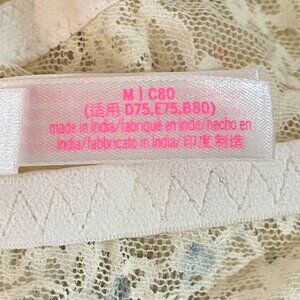 M | C80
(适用 D75,E75,B80)
made in India/fabriqué en inde/hecho en
India/fabbricato in India/ 印度制造